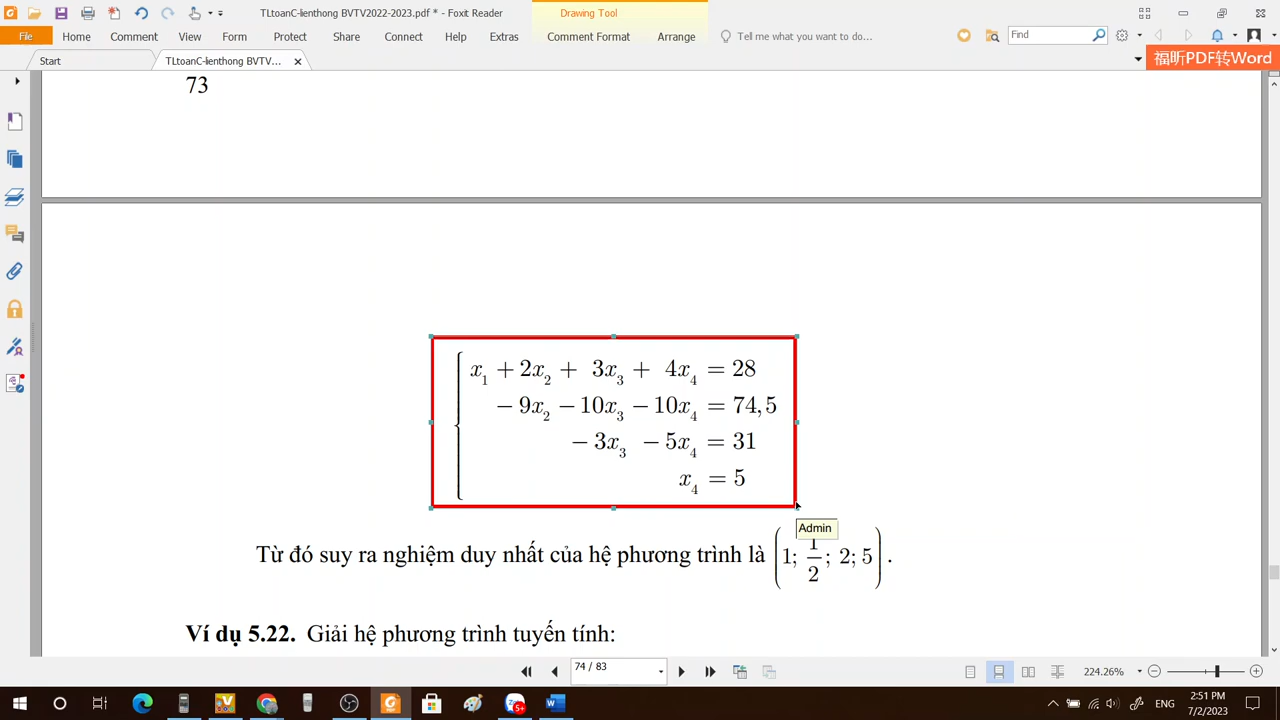 TLtoanC-lienthong BVTV2022-2023.pdf * - Foxit Reader
Drawing Tool
File Home Comment View Form Protect Share Connect Help Extras Comment Format Arrange Tell me what you want to do... Find
Start TLtoanC-lienthong BVTV...
福昕PDF转Word
73
x₁ + 2x₂ + 3x₃ + 4x₄ = 28
− 9x₂ − 10x₃ − 10x₄ = 74,5
− 3x₃ − 5x₄ = 31
x₄ = 5
Admin
Từ đó suy ra nghiệm duy nhất của hệ phương trình là (1; 1/2; 2; 5).
Ví dụ 5.22. Giải hệ phương trình tuyến tính:
74 / 83
224.26%
5+
ENG
2:51 PM
7/2/2023